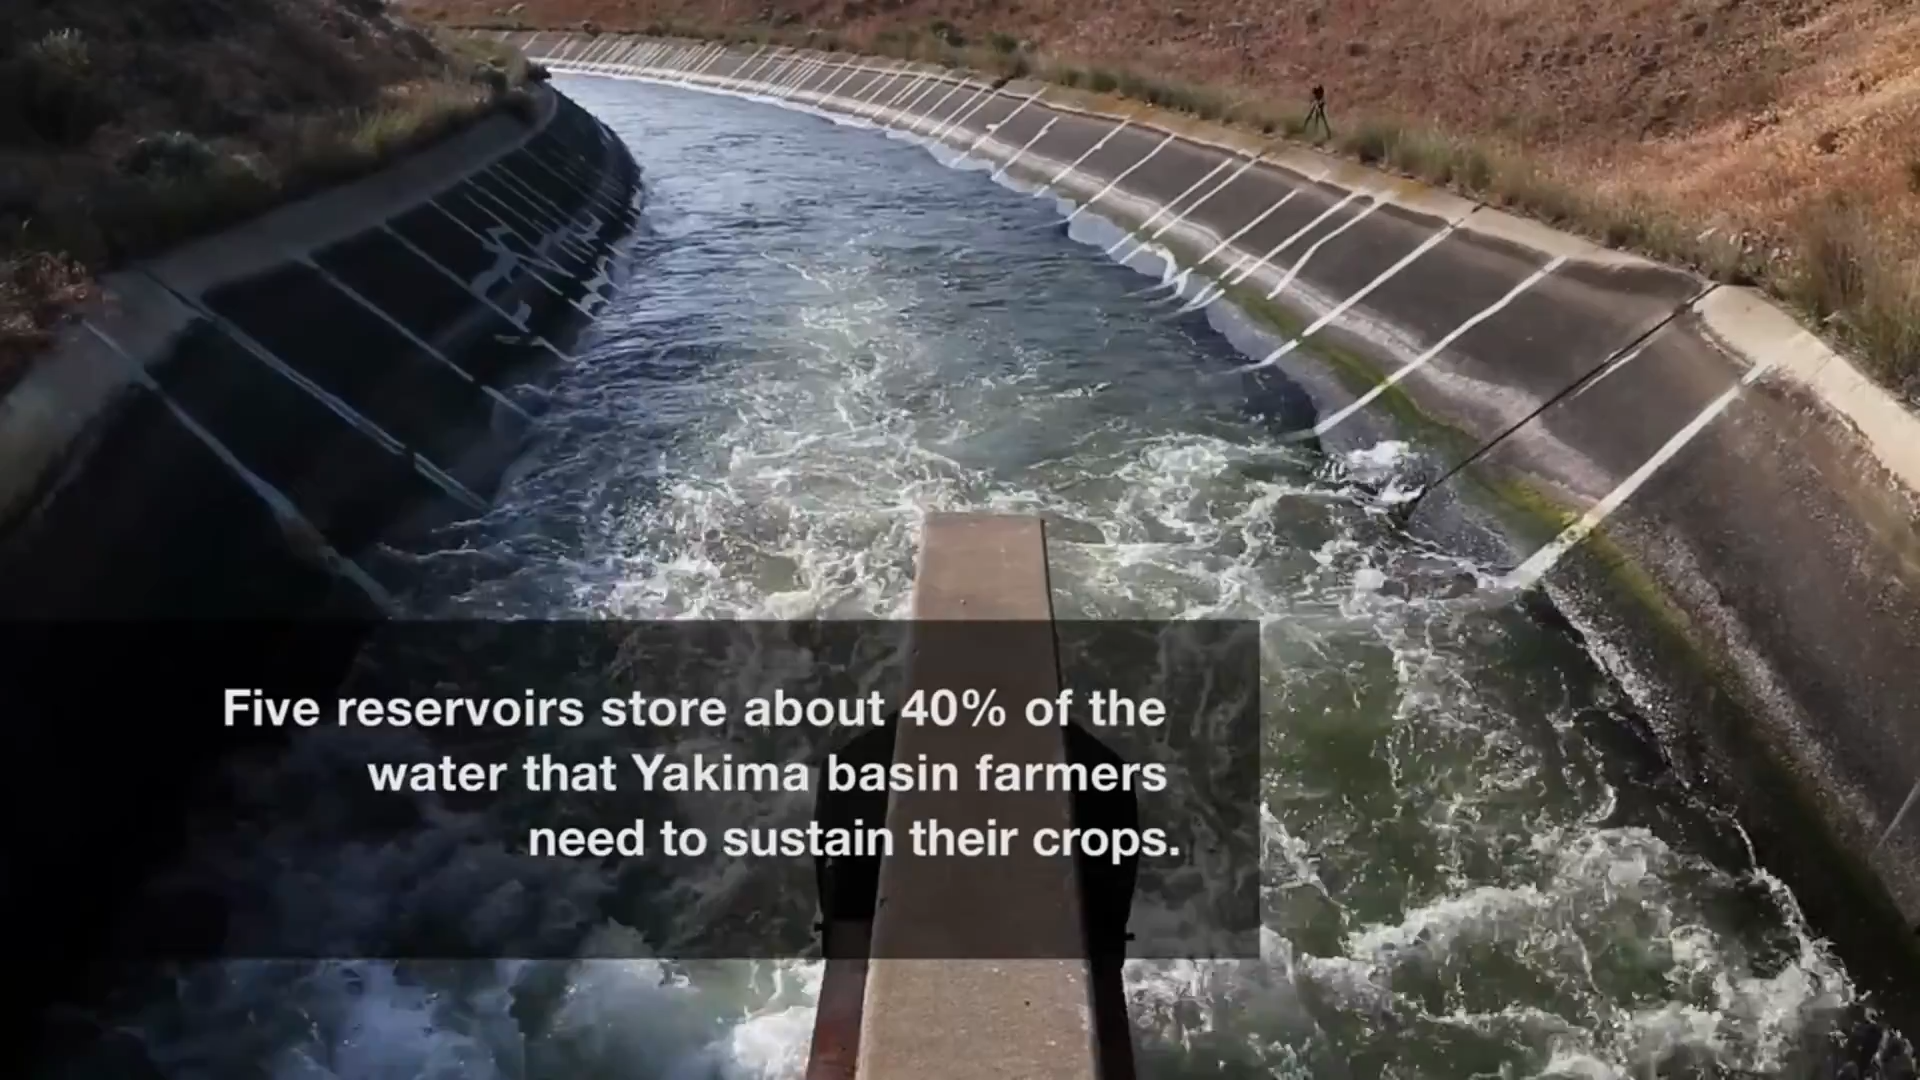 Five reservoirs store about 40% of the
water that Yakima basin farmers
need to sustain their crops.